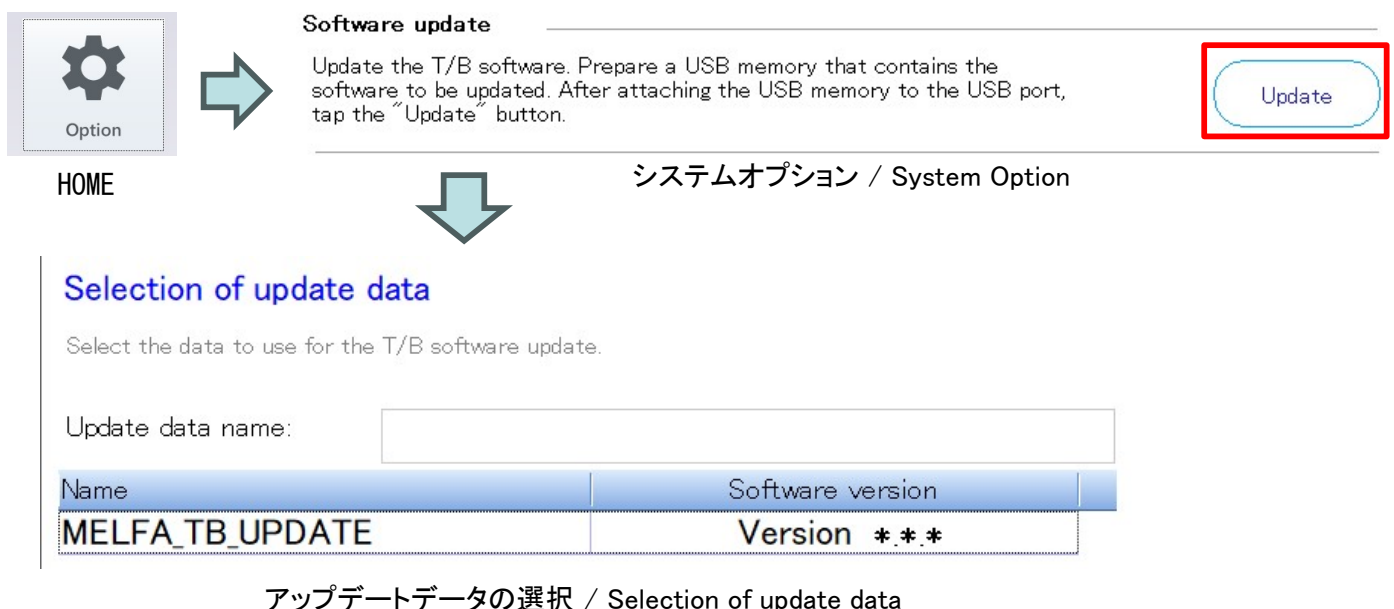 Option
HOME
Software update
Update the T/B software. Prepare a USB memory that contains the
software to be updated. After attaching the USB memory to the USB port,
tap the "Update" button.
Update
システムオプション / System Option
Selection of update data
Select the data to use for the T/B software update.
Update data name:
Name Software version
MELFA_TB_UPDATE Version *.*.*
アップデートデータの選択 / Selection of update data